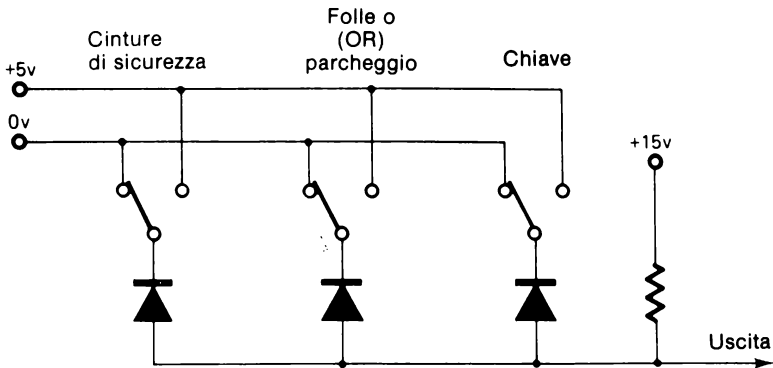 Cinture
di sicurezza
Folle o
(OR)
parcheggio
Chiave
+5v
0v
+15v
Uscita